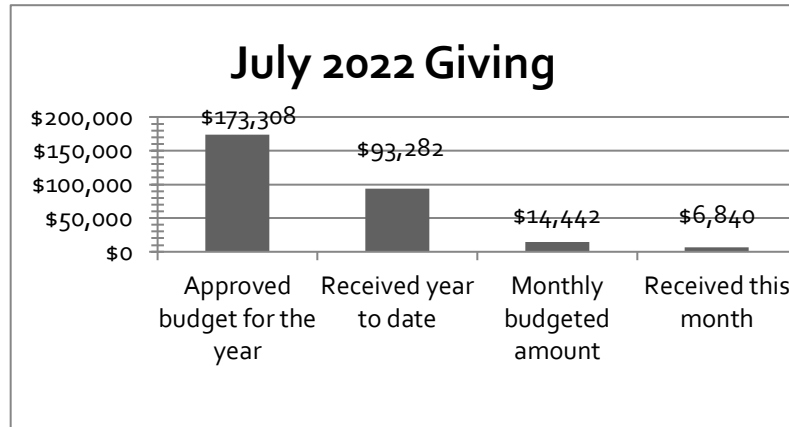 July 2022 Giving
$200,000
$150,000
$100,000
$50,000
$0
$173,308
$93,282
$14,442
$6,840
Approved budget for the year
Received year to date
Monthly budgeted amount
Received this month